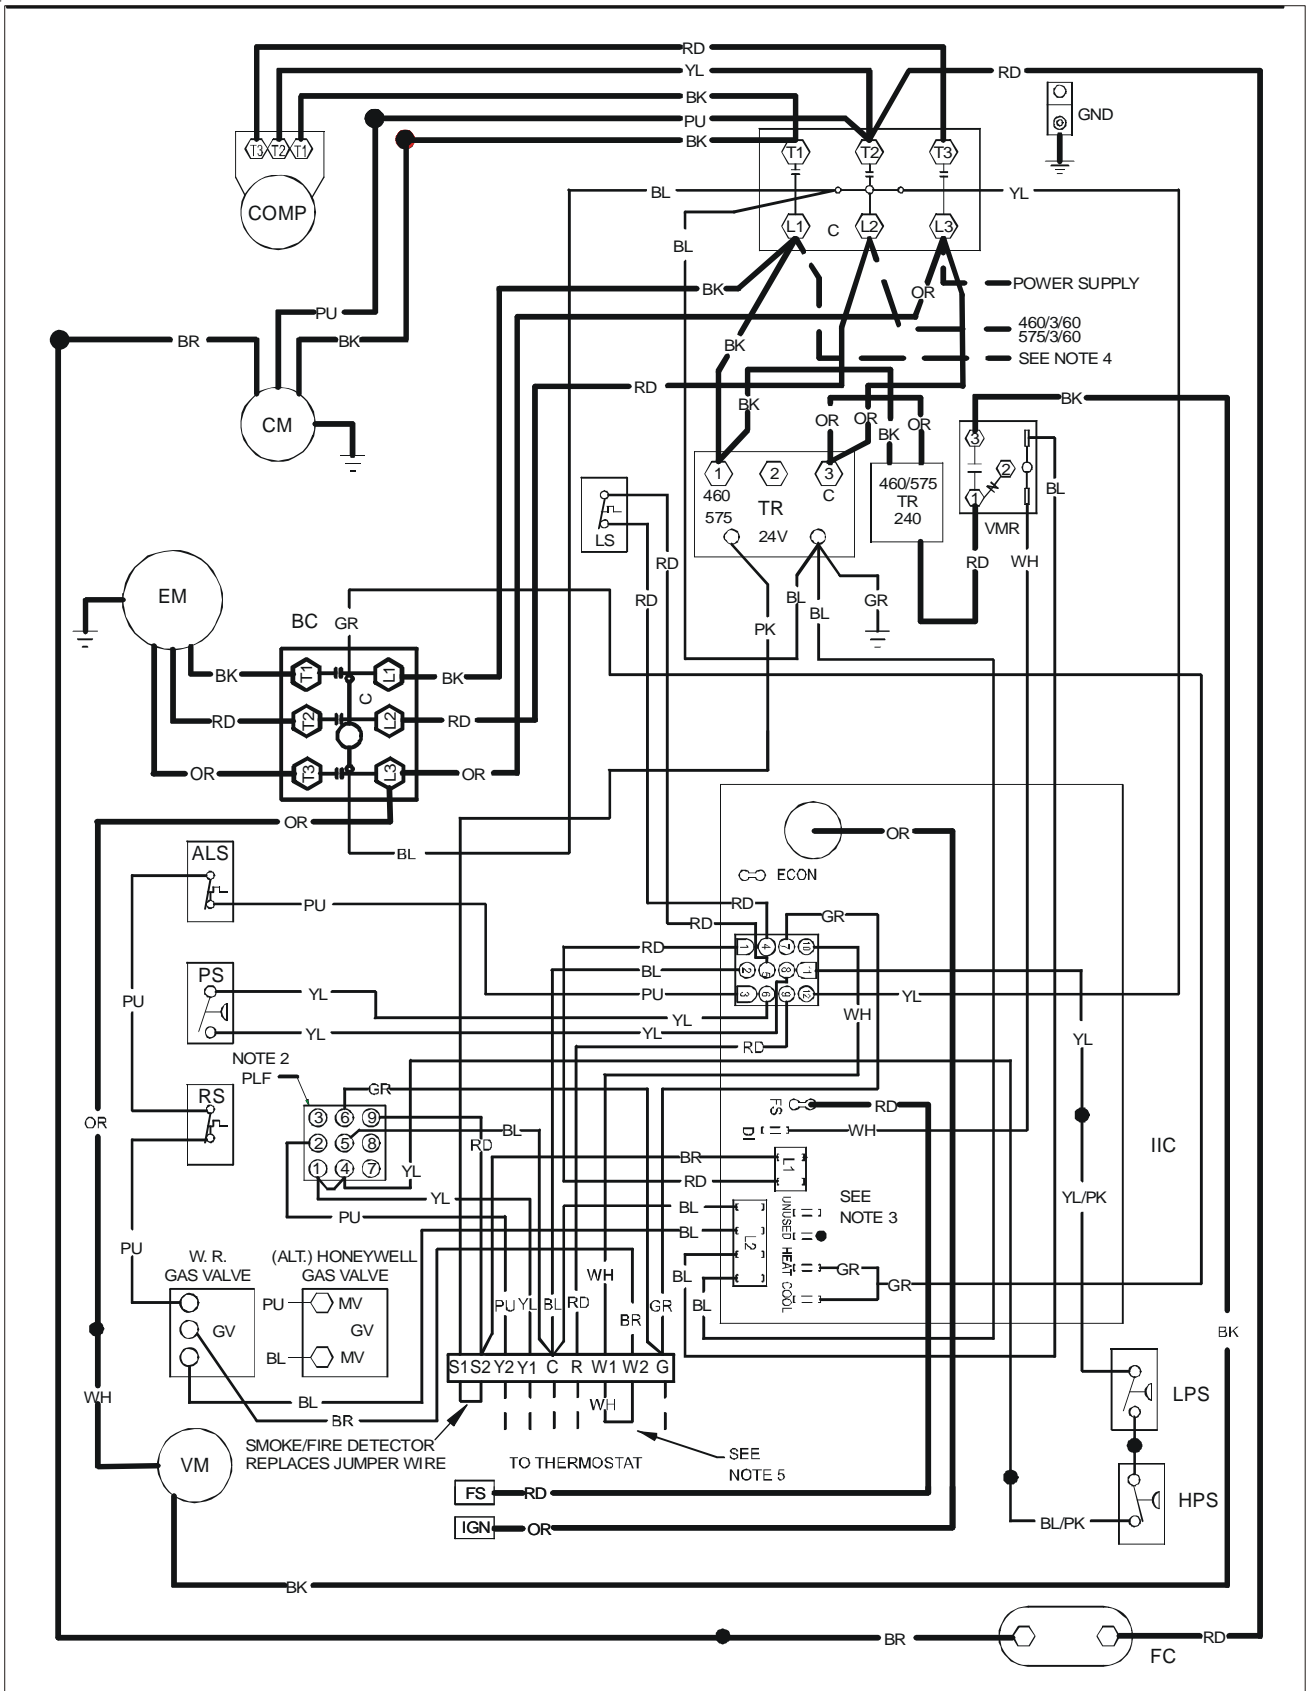 RD
YL
RD
BK
GND
PU
BK
T3 T2 T1
T1 T2 T3
COMP
BL
YL
L1 C L2 L3
BL
BK
OR
POWER SUPPLY
PU
460/3/60
575/3/60
BR
BK
BK
SEE NOTE 4
RD
BK
BK
OR
OR
OR
BK
CM
3
1 2 3
460
575
TR
24V
C
460/575
TR
240
2
1
BL
LS
VMR
RD
RD
WH
EM
RD
BL
BL
GR
BC
GR
PK
T1
L1
BK
BK
C
RD
T2
L2
RD
OR
T3
L3
OR
OR
OR
BL
ALS
ECON
PU
RD
GR
RD
RD
1 4 7 10
PS
BL
2 5 8 11
PU
YL
PU
3 6 9 12
YL
WH
YL
YL
YL
RD
YL
NOTE 2
PLF
GR
RS
FS
RD
OR
3 6 9
BL
DI
WH
RD
2 5 8
IIC
BR
L1
1 4 7
YL
RD
YL
SEE
NOTE 3
YL/PK
BL
UNUSED
PU
BL
L2
PU
W. R.
GAS VALVE
(ALT.) HONEYWELL
GAS VALVE
HEAT
GR
WH
BL
GR
COOL
PU
MV
PU YL BL RD
GR
BL
GV
GV
BR
BK
BL
MV
S1 S2 Y2 Y1 C R W1 W2 G
WH
BL
WH
LPS
BR
SMOKE/FIRE DETECTOR
REPLACES JUMPER WIRE
SEE
NOTE 5
VM
TO THERMOSTAT
FS
RD
HPS
IGN
OR
BL/PK
BK
BR
RD
FC